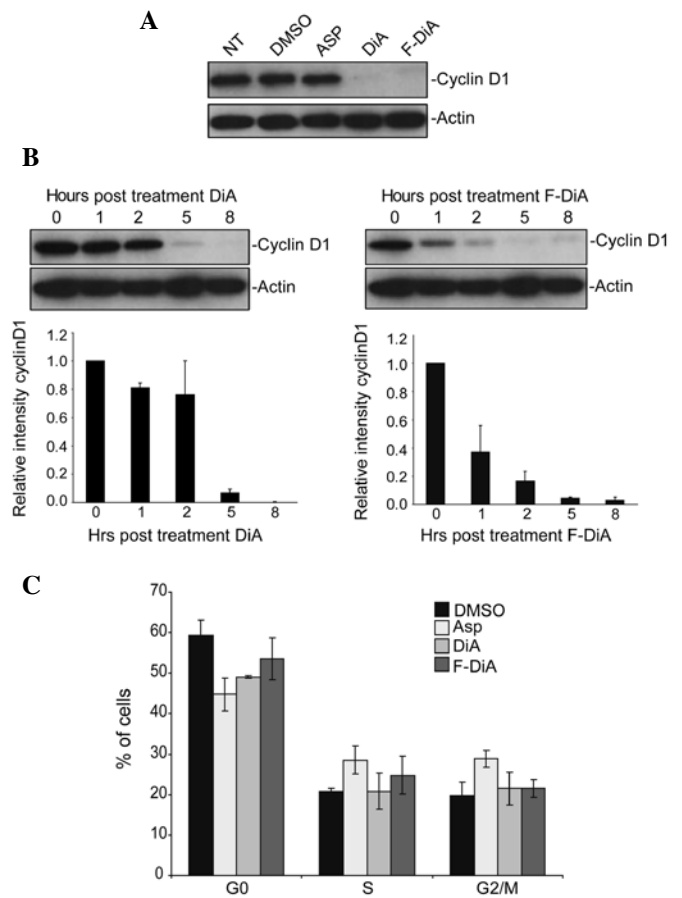 A
NT DMSO ASP DiA F-DiA
-Cyclin D1
-Actin
B
Hours post treatment DiA
0 1 2 5 8
-Cyclin D1
-Actin
Relative intensity cyclinD1
1.2
1.0
0.8
0.6
0.4
0.2
0.0
0 1 2 5 8
Hrs post treatment DiA
Hours post treatment F-DiA
0 1 2 5 8
-Cyclin D1
-Actin
Relative intensity cyclinD1
1.2
1.0
0.8
0.6
0.4
0.2
0.0
0 1 2 5 8
Hrs post treatment F-DiA
C
% of cells
70
60
50
40
30
20
10
0
G0 S G2/M
DMSO
Asp
DiA
F-DiA